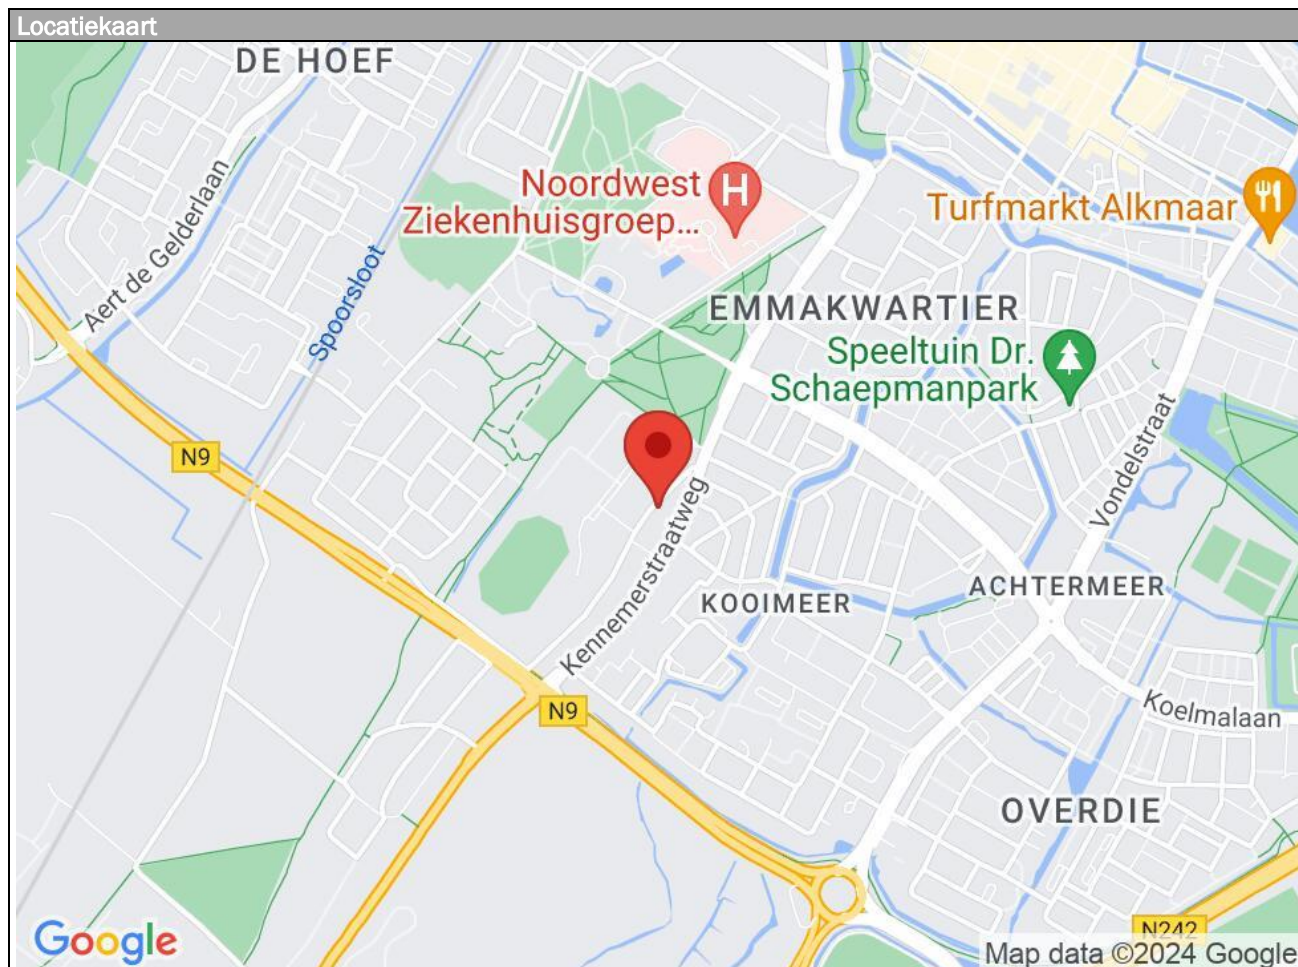 Locatiekaart
DE HOEF
Noordwest
Ziekenhuisgroep...
Turfmarkt Alkmaar
Aert de Gelderlaan
Spoorsloot
EMMAKWARTIER
Speeltuin Dr.
Schaepmanpark
N9
Vondelstraat
Kennemerstraatweg
ACHTERMEER
KOOIMEER
N9
Koelmalaan
OVERDIE
N242
Google
Map data ©2024 Google